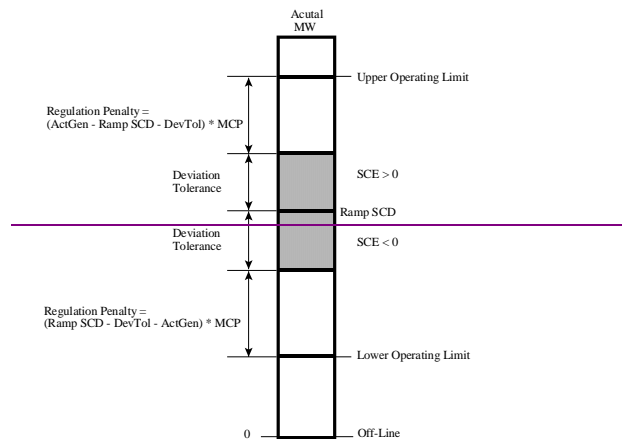 Acutal
MW
Upper Operating Limit
Regulation Penalty =
(ActGen - Ramp SCD - DevTol) * MCP
Deviation
Tolerance
SCE > 0
Ramp SCD
Deviation
Tolerance
SCE < 0
Regulation Penalty =
(Ramp SCD - DevTol - ActGen) * MCP
Lower Operating Limit
0
Off-Line